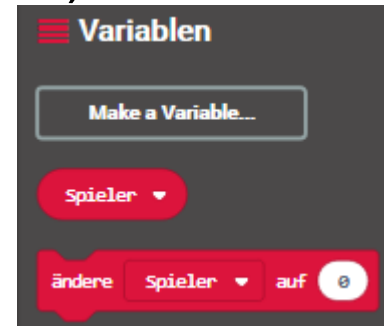 Variablen
Make a Variable...
Spieler
ändere Spieler auf 0